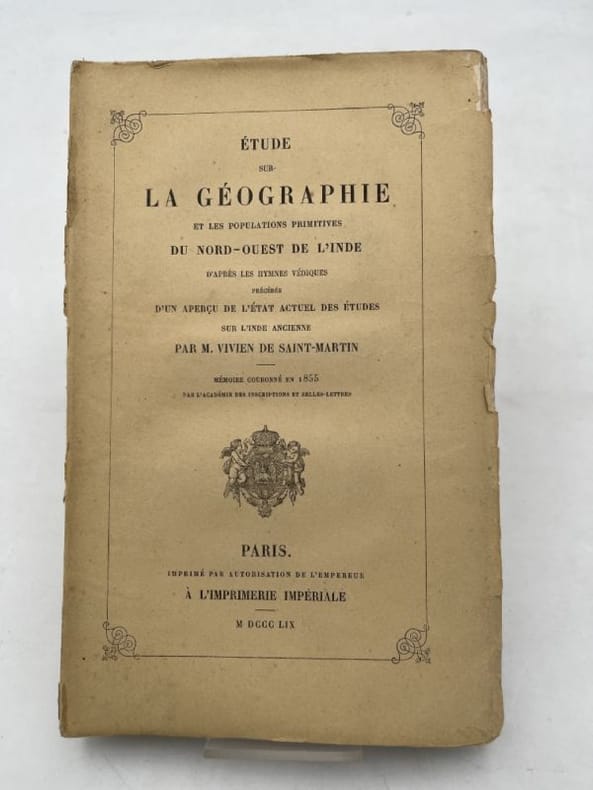 ÉTUDE
SUR
LA GÉOGRAPHIE
ET LES POPULATIONS PRIMITIVES
DU NORD-OUEST DE L'INDE
D'APRÈS LES HYMNES VÉDIQUES
PRÉCÉDÉE
D'UN APERÇU DE L'ÉTAT ACTUEL DES ÉTUDES
SUR L'INDE ANCIENNE
PAR M. VIVIEN DE SAINT-MARTIN
MÉMOIRE COURONNÉ EN 1855
PAR L'ACADÉMIE DES INSCRIPTIONS ET BELLES-LETTRES
PARIS.
IMPRIMÉ PAR AUTORISATION DE L'EMPEREUR
À L'IMPRIMERIE IMPÉRIALE
M DCCC LIX